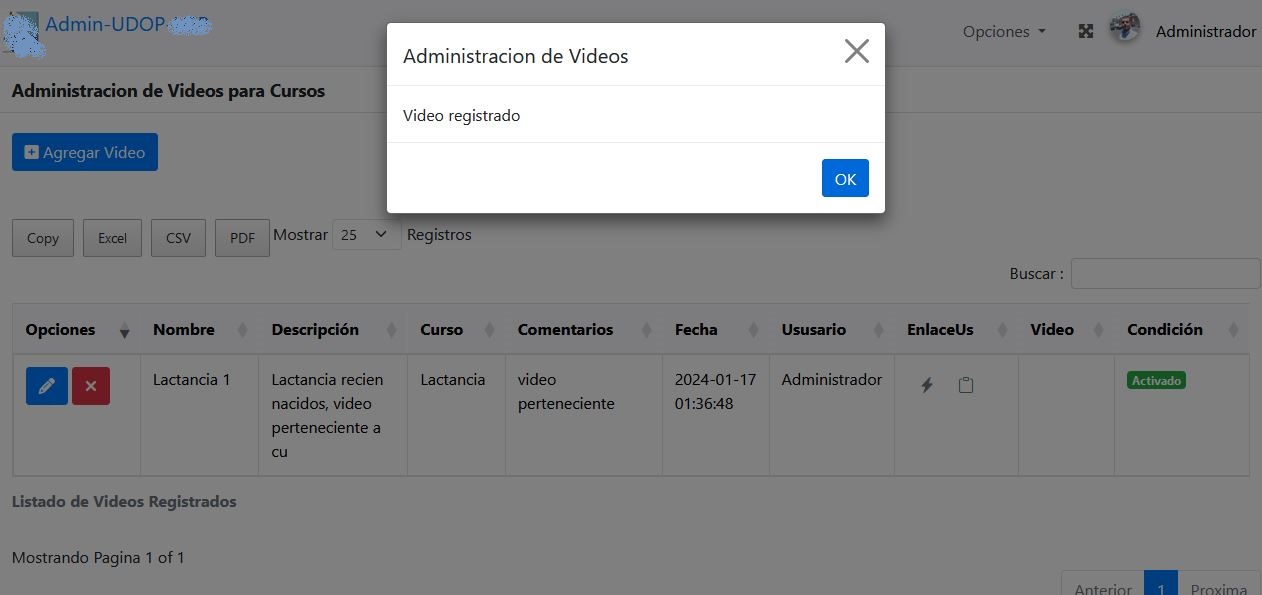 Admin-UDOP-
Opciones
Administrador
Administracion de Videos
Video registrado
OK
Administracion de Videos para Cursos
Agregar Video
Copy Excel CSV PDF Mostrar 25 Registros
Buscar :
Opciones Nombre Descripción Curso Comentarios Fecha Ususario EnlaceUs Video Condición
Lactancia 1 Lactancia recien Lactancia video 2024-01-17 Administrador Activado
nacidos, video perteneciente 01:36:48
perteneciente a
cu
Listado de Videos Registrados
Mostrando Pagina 1 of 1
Anterior 1 Proxima